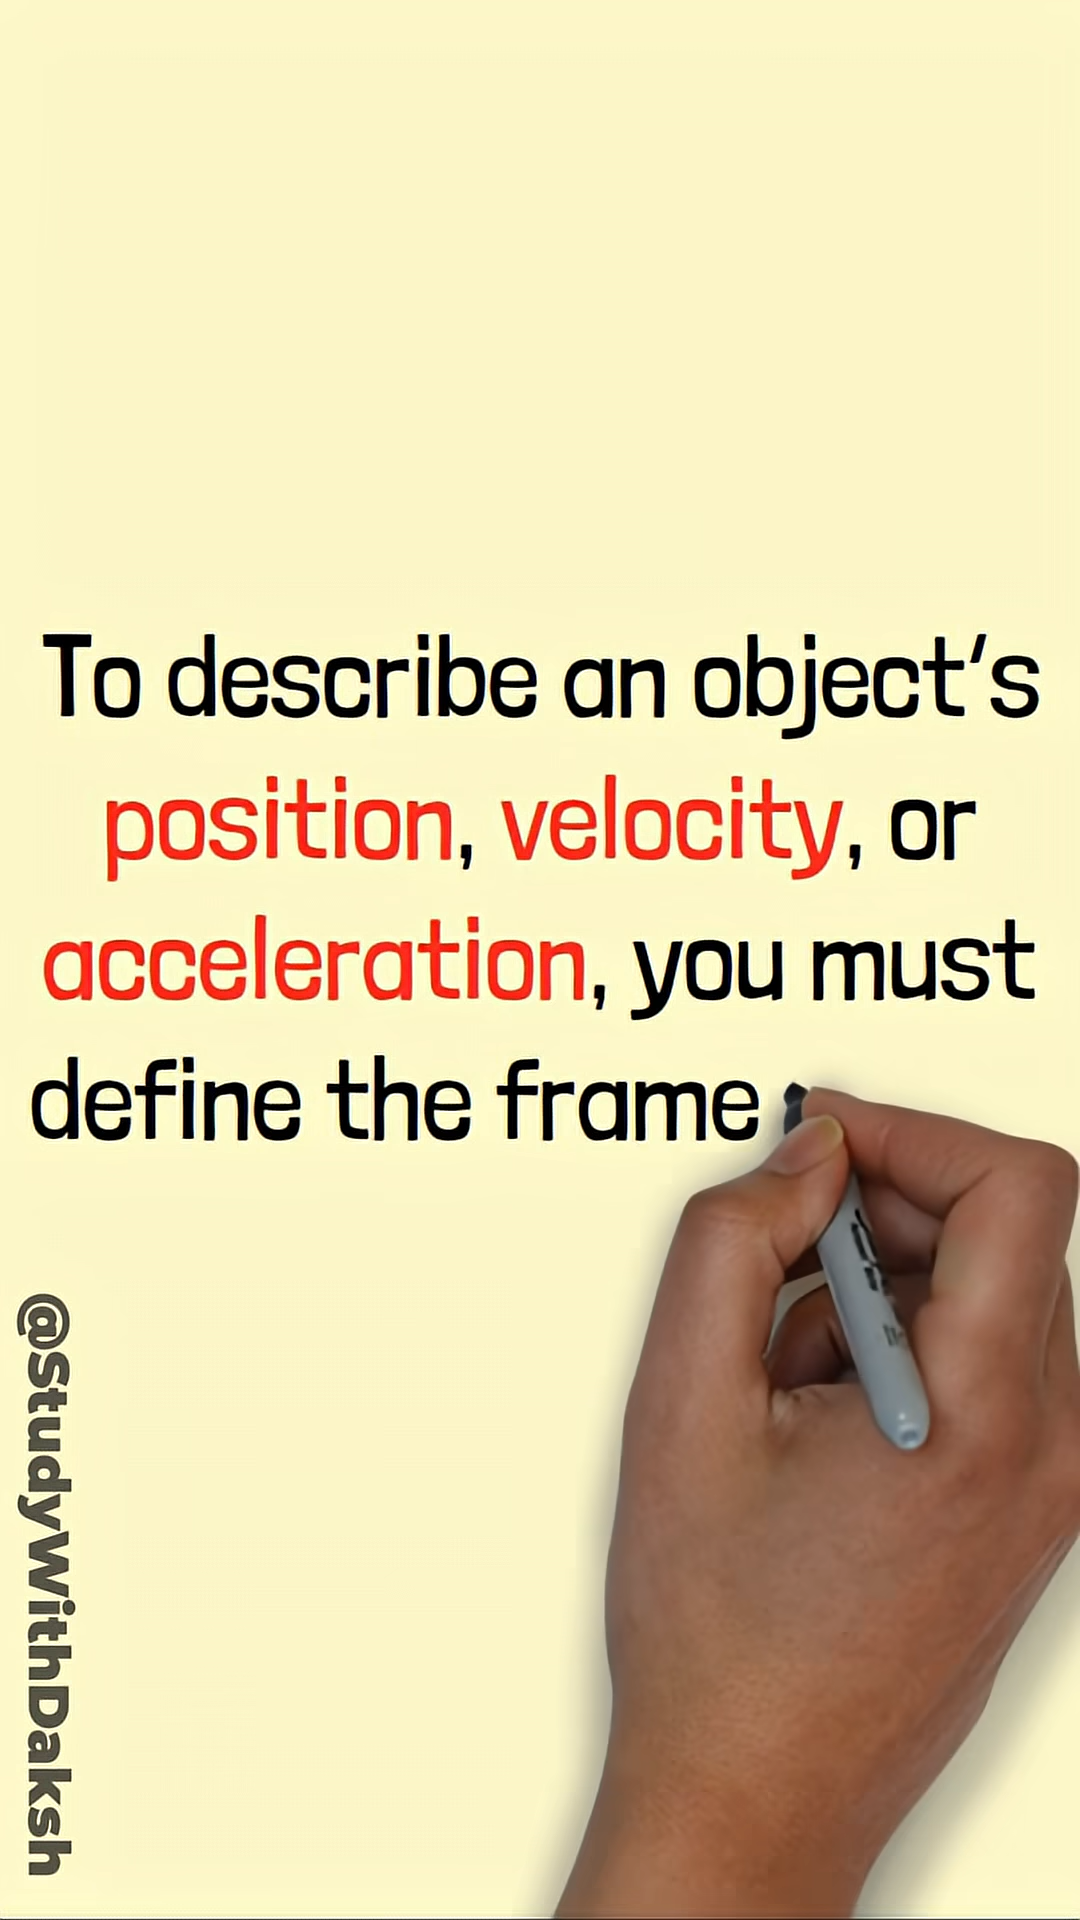 To describe an object's
position, velocity, or
acceleration, you must
define the frame
@StudyWithDaksh